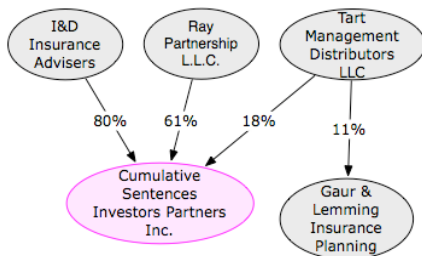 I&D
Insurance
Advisers
Ray
Partnership
L.L.C.
Tart
Management
Distributors
LLC
80%
61%
18%
11%
Cumulative
Sentences
Investors Partners
Inc.
Gaur &
Lemming
Insurance
Planning